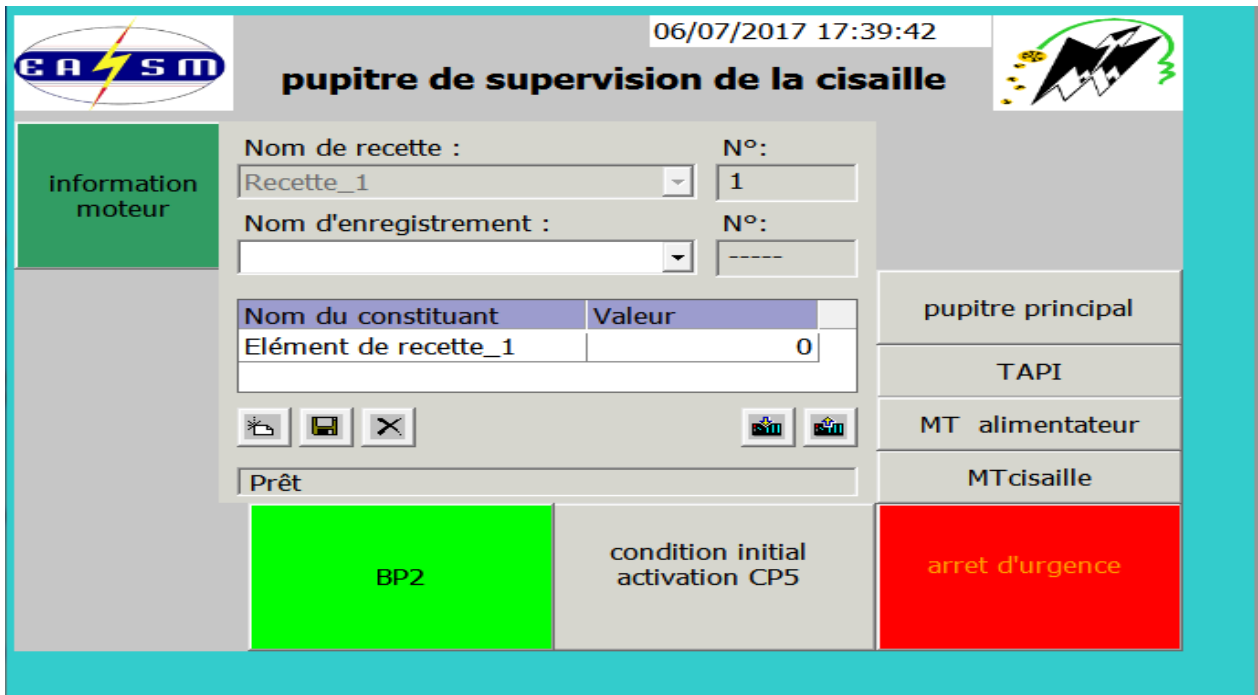 06/07/2017 17:39:42
EA SM
pupitre de supervision de la cisaille
information
moteur
Nom de recette :
N°:
Recette_1
1
Nom d'enregistrement :
N°:
-----
Nom du constituant
Valeur
Elément de recette_1
0
Prêt
pupitre principal
TAPI
MT alimentateur
MTcisaille
BP2
condition initial
activation CP5
arret d'urgence